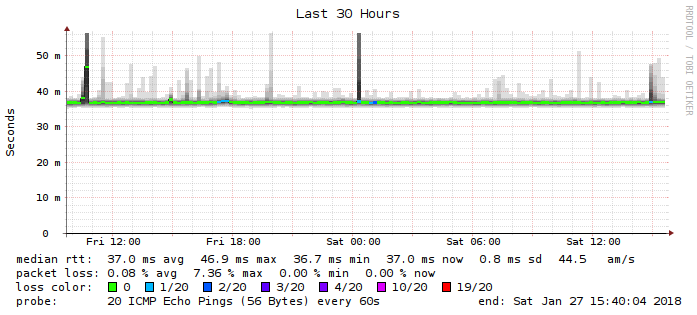 Last 30 Hours
RRDTOOL / TOBI OETIKER
Seconds
50 m
40 m
30 m
20 m
10 m
0
Fri 12:00 Fri 18:00 Sat 00:00 Sat 06:00 Sat 12:00
median rtt: 37.0 ms avg 46.9 ms max 36.7 ms min 37.0 ms now 0.8 ms sd 44.5 am/s
packet loss: 0.08 % avg 7.36 % max 0.00 % min 0.00 % now
loss color: 0 1/20 2/20 3/20 4/20 10/20 19/20
probe: 20 ICMP Echo Pings (56 Bytes) every 60s end: Sat Jan 27 15:40:04 2018